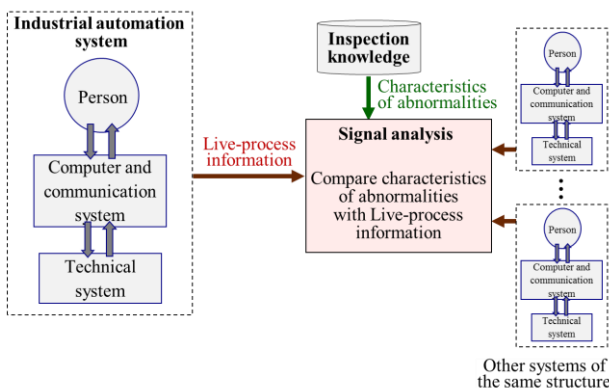 Industrial automation
system
Person
Computer and
communication
system
Technical
system
Live-process
information
Inspection
knowledge
Characteristics
of abnormalities
Signal analysis
Compare characteristics
of abnormalities
with Live-process
information
Person
Computer and
communication system
Technical
system
Person
Computer and
communication system
Technical
system
Other systems of
the same structure